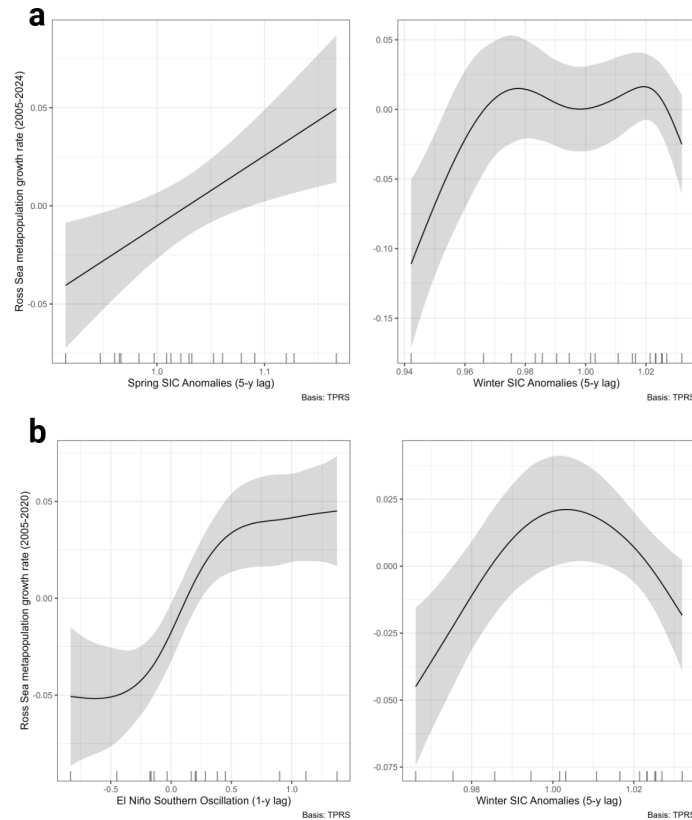 a
Ross Sea metapopulation growth rate (2005-2024)
0.05
0.00
-0.05
1.0
1.1
Spring SIC Anomalies (5-y lag)
Basis: TPRS
0.05
0.00
-0.05
-0.10
-0.15
0.94
0.96
0.98
1.00
1.02
Winter SIC Anomalies (5-y lag)
Basis: TPRS
b
Ross Sea metapopulation growth rate (2005-2020)
0.05
0.00
-0.05
-0.5
0.0
0.5
1.0
El Niño Southern Oscillation (1-y lag)
Basis: TPRS
0.025
0.000
-0.025
-0.050
-0.075
0.98
1.00
1.02
Winter SIC Anomalies (5-y lag)
Basis: TPRS